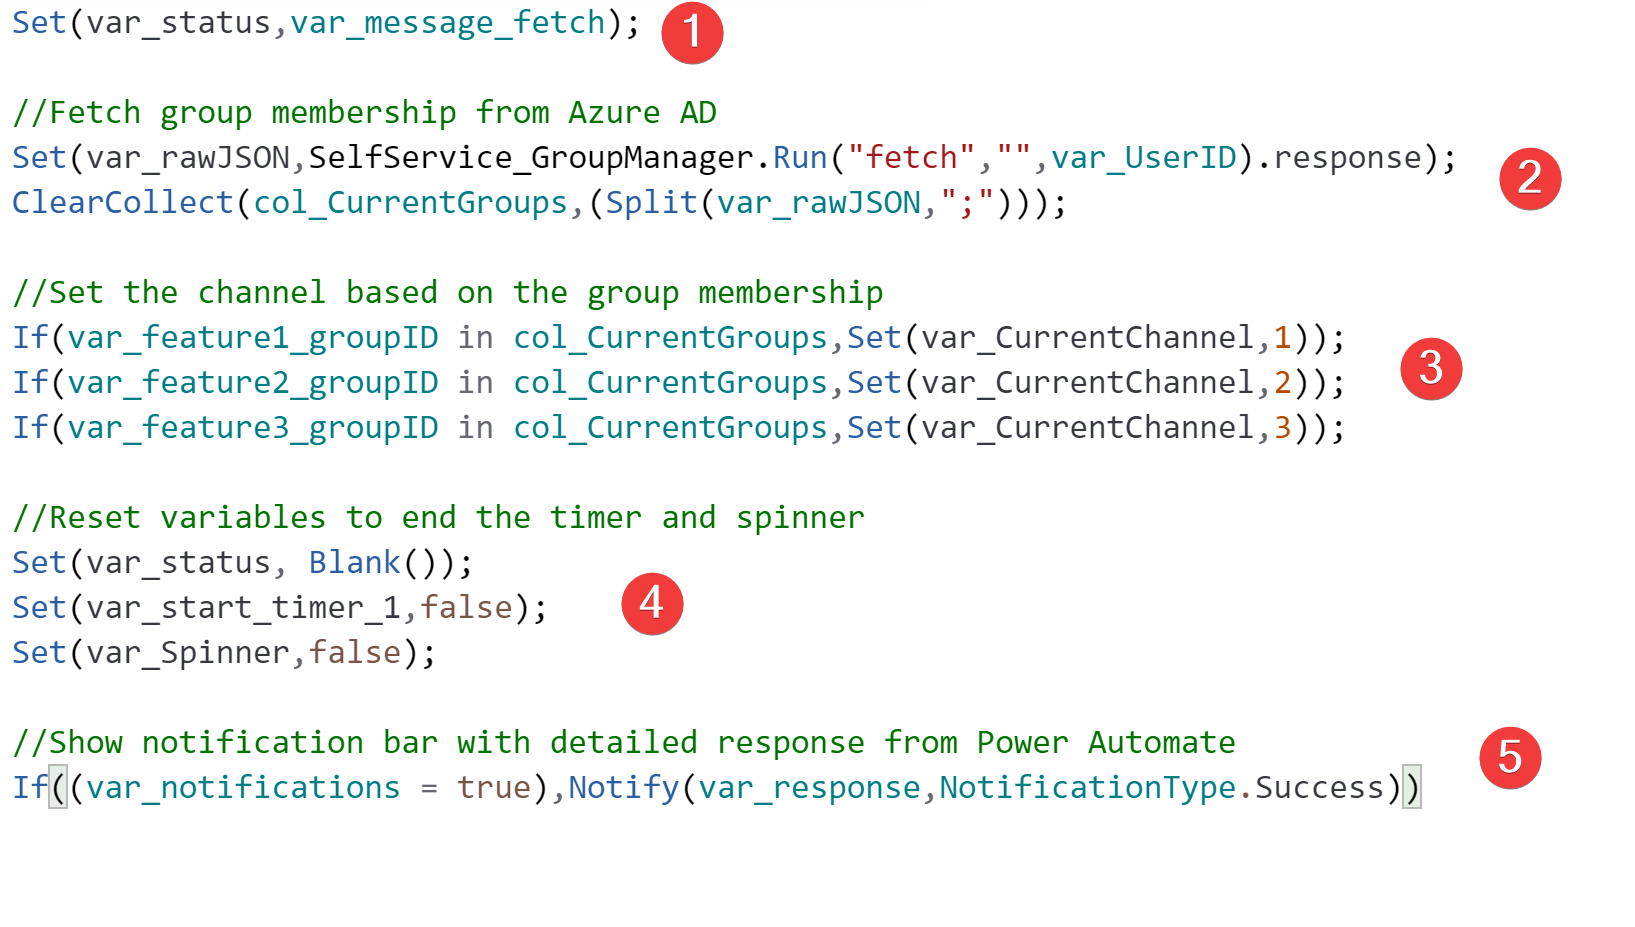 Set(var_status,var_message_fetch);
1
//Fetch group membership from Azure AD
Set(var_rawJSON,SelfService_GroupManager.Run("fetch","",var_UserID).response);
2
ClearCollect(col_CurrentGroups,(Split(var_rawJSON,";")));
//Set the channel based on the group membership
If(var_feature1_groupID in col_CurrentGroups,Set(var_CurrentChannel,1));
3
If(var_feature2_groupID in col_CurrentGroups,Set(var_CurrentChannel,2));
If(var_feature3_groupID in col_CurrentGroups,Set(var_CurrentChannel,3));
//Reset variables to end the timer and spinner
Set(var_status, Blank());
Set(var_start_timer_1,false);
4
Set(var_Spinner,false);
//Show notification bar with detailed response from Power Automate
5
If((var_notifications = true),Notify(var_response,NotificationType.Success))